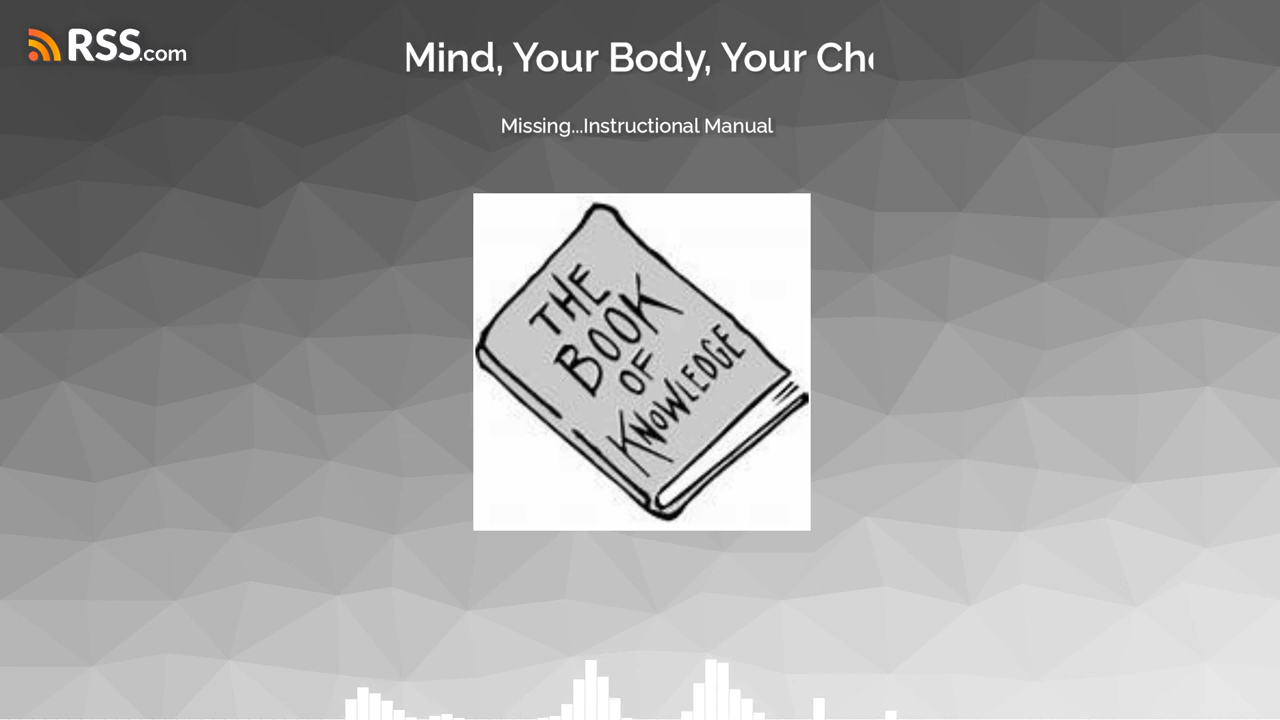 RSS.com
Mind, Your Body, Your Ch
Missing...Instructional Manual
THE
BOOK
OF
KNOWLEDGE